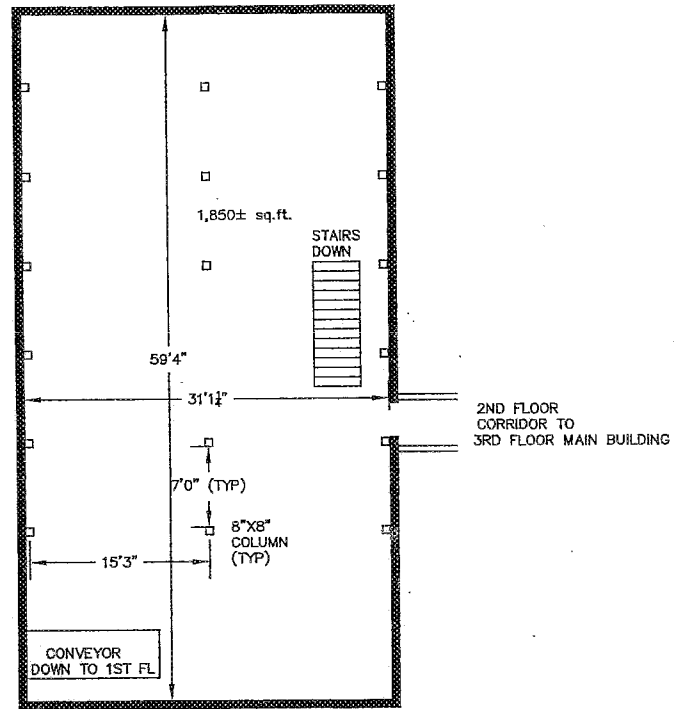 1,850± sq.ft.
STAIRS
DOWN
59'4"
31'1¼"
2ND FLOOR
CORRIDOR TO
3RD FLOOR MAIN BUILDING
7'0" (TYP)
8"X8"
COLUMN
(TYP)
15'3"
CONVEYOR
DOWN TO 1ST FL